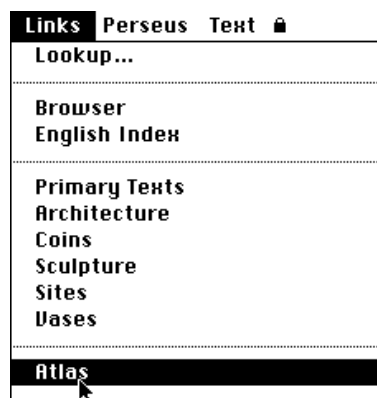 Links Perseus Text
Lookup...
Browser
English Index
Primary Texts
Architecture
Coins
Sculpture
Sites
Vases
Atlas